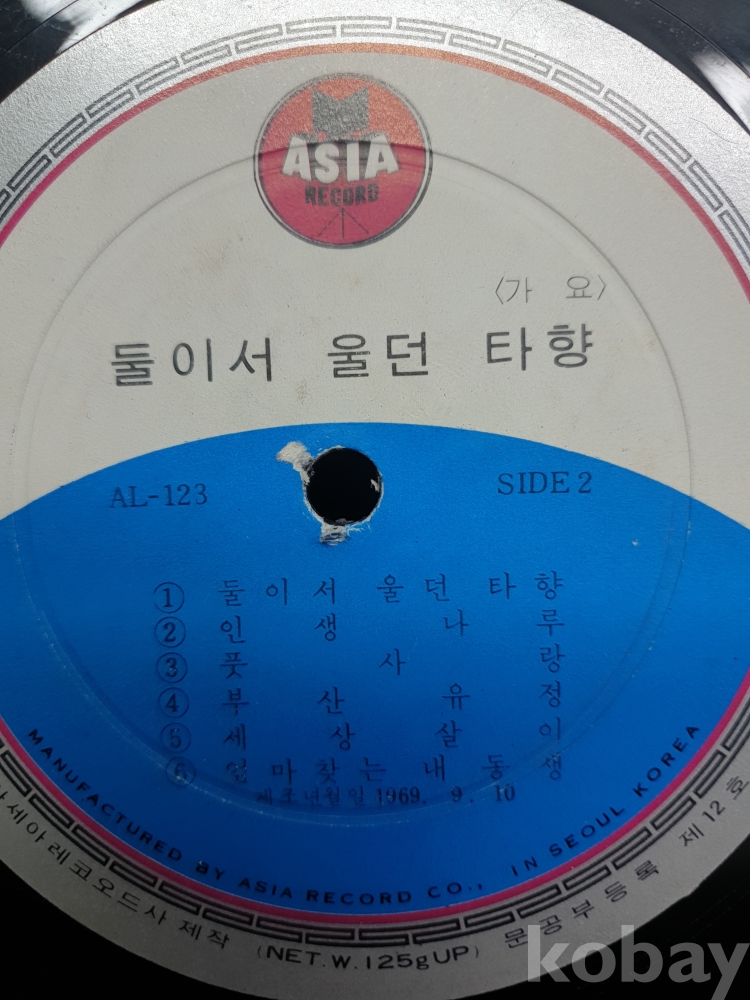 ASIA
RECORD
〈가 요〉
둘이서 울던 타향
AL-123
SIDE 2
① 둘이서울던타향
② 인생나루
③ 풋사랑
④ 부산유정
⑤ 세상살이
⑥ 엄마찾는내동생
제조년월일 1969. 9. 10
MANUFACTURED BY ASIA RECORD CO., IN SEOUL KOREA
세아레코오드사 제작 (NET.W.125gUP) 문공부등록 제12호
kobay